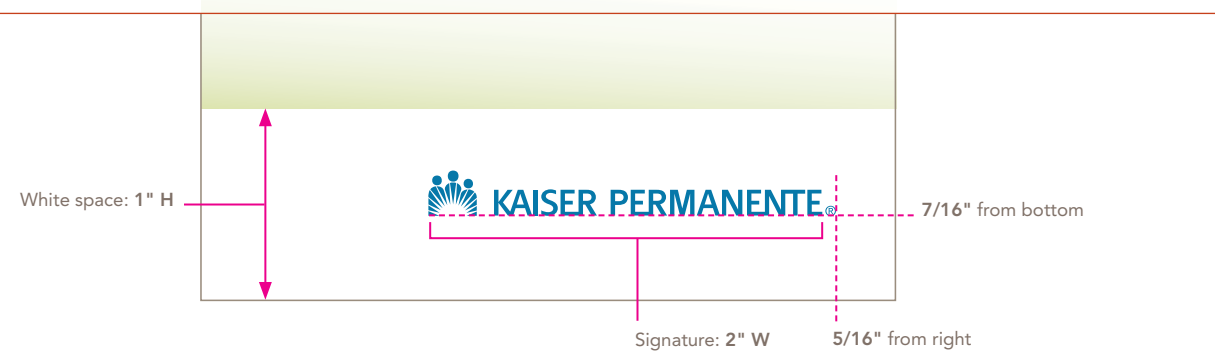 White space: 1" H
KAISER PERMANENTE®
7/16" from bottom
Signature: 2" W
5/16" from right